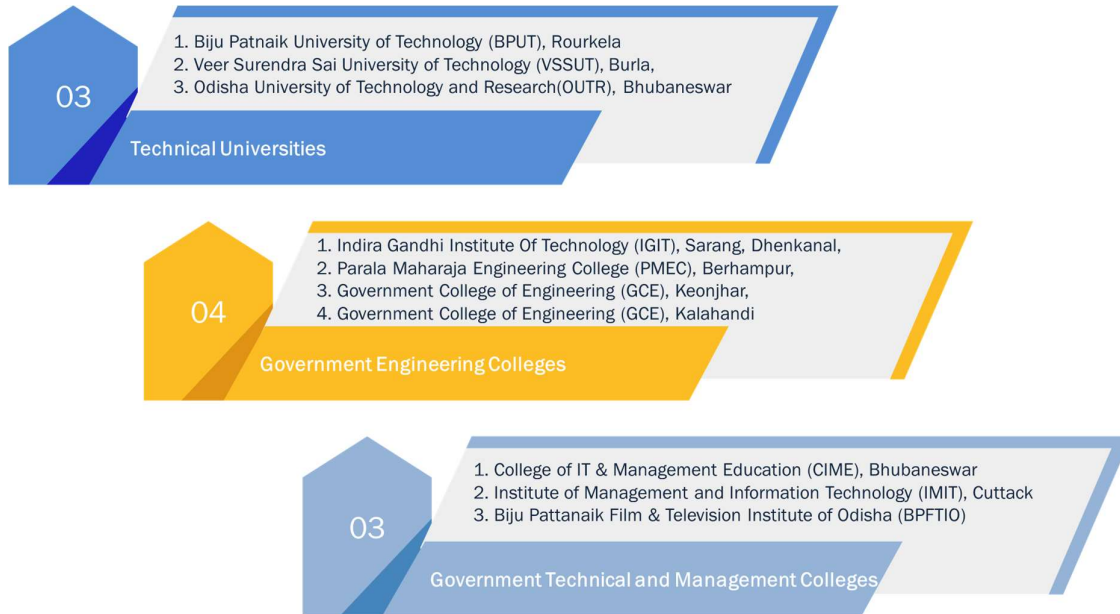 03
1. Biju Patnaik University of Technology (BPUT), Rourkela
2. Veer Surendra Sai University of Technology (VSSUT), Burla,
3. Odisha University of Technology and Research(OUTR), Bhubaneswar
Technical Universities
04
1. Indira Gandhi Institute Of Technology (IGIT), Sarang, Dhenkanal,
2. Parala Maharaja Engineering College (PMEC), Berhampur,
3. Government College of Engineering (GCE), Keonjhar,
4. Government College of Engineering (GCE), Kalahandi
Government Engineering Colleges
03
1. College of IT & Management Education (CIME), Bhubaneswar
2. Institute of Management and Information Technology (IMIT), Cuttack
3. Biju Pattanaik Film & Television Institute of Odisha (BPFTIO)
Government Technical and Management Colleges